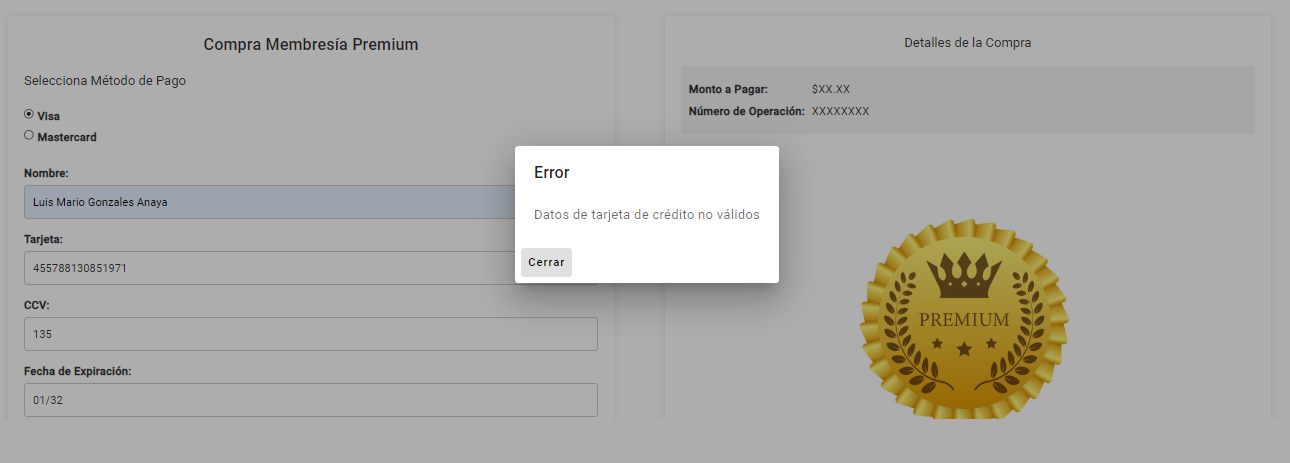 Compra Membresía Premium
Selecciona Método de Pago
Visa
Mastercard
Nombre:
Luis Mario Gonzales Anaya
Tarjeta:
455788130851971
CCV:
135
Fecha de Expiración:
01/32
Error
Datos de tarjeta de crédito no válidos
Cerrar
Detalles de la Compra
Monto a Pagar: $XX.XX
Número de Operación: XXXXXXXX
PREMIUM